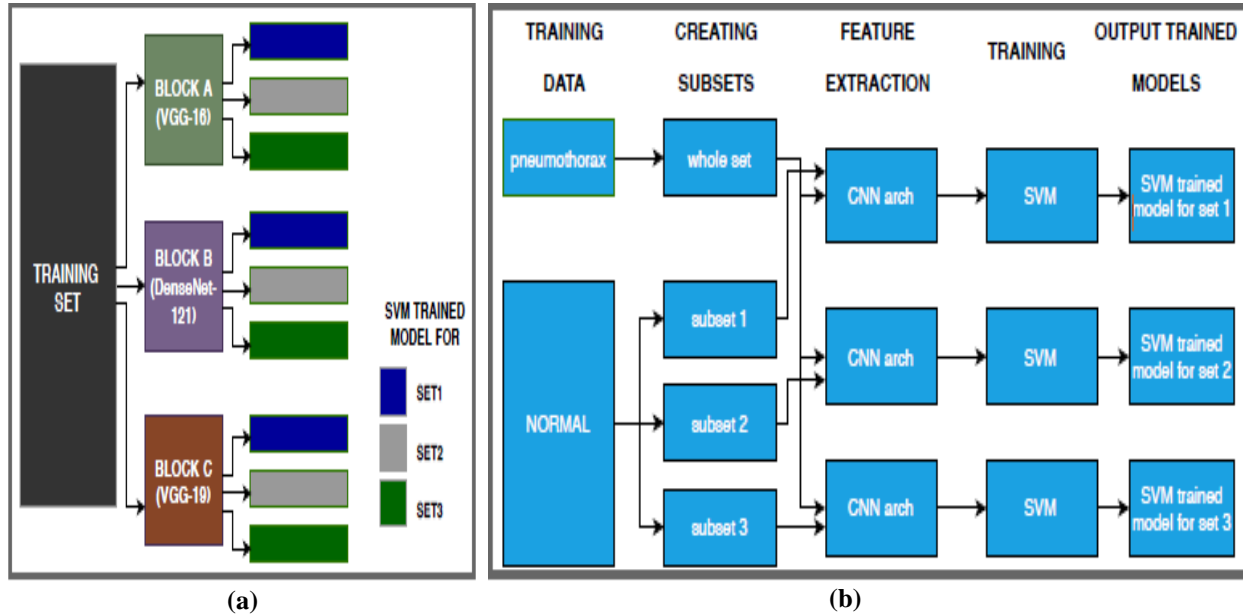 TRAINING
SET
BLOCK A
(VGG-16)
BLOCK B
(DenseNet-
121)
BLOCK C
(VGG-19)
SVM TRAINED
MODEL FOR
SET1
SET2
SET3
(a)
TRAINING
DATA
CREATING
SUBSETS
FEATURE
EXTRACTION
TRAINING
OUTPUT TRAINED
MODELS
pneumothorax
whole set
CNN arch
SVM
SVM trained
model for set 1
NORMAL
subset 1
subset 2
subset 3
CNN arch
SVM
SVM trained
model for set 2
CNN arch
SVM
SVM trained
model for set 3
(b)